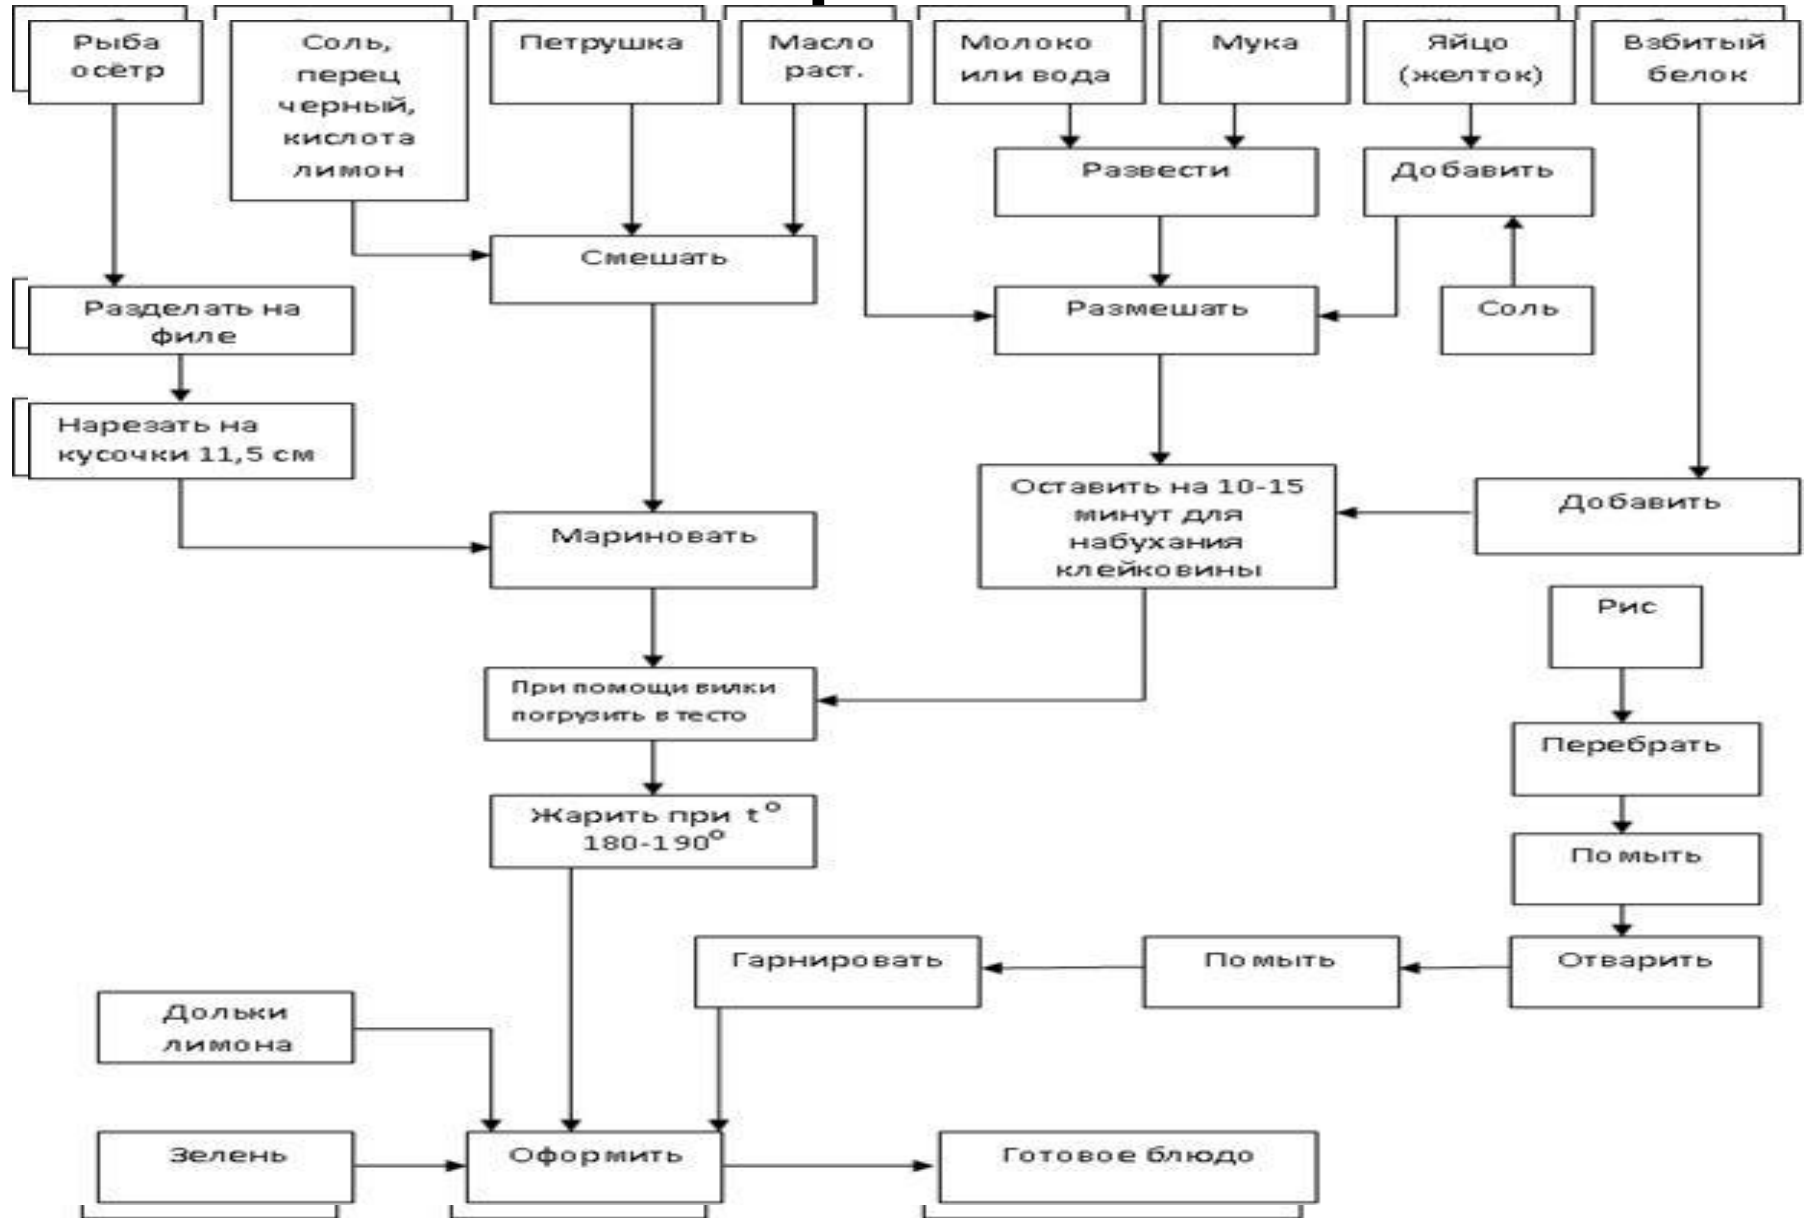 Рыба
осётр
Соль,
перец
черный,
кислота
лимон
Петрушка
Масло
раст.
Молоко
или вода
Мука
Яйцо
(желток)
Взбитый
белок
Развести
Добавить
Смешать
Разделать на
филе
Размешать
Соль
Нарезать на
кусочки 11,5 см
Оставить на 10-15
минут для
набухания
клейковины
Добавить
Мариновать
Рис
При помощи вилки
погрузить в тесто
Перебрать
Жарить при t°
180-190°
Помыть
Гарнировать
Помыть
Отварить
Дольки
лимона
Зелень
Оформить
Готовое блюдо